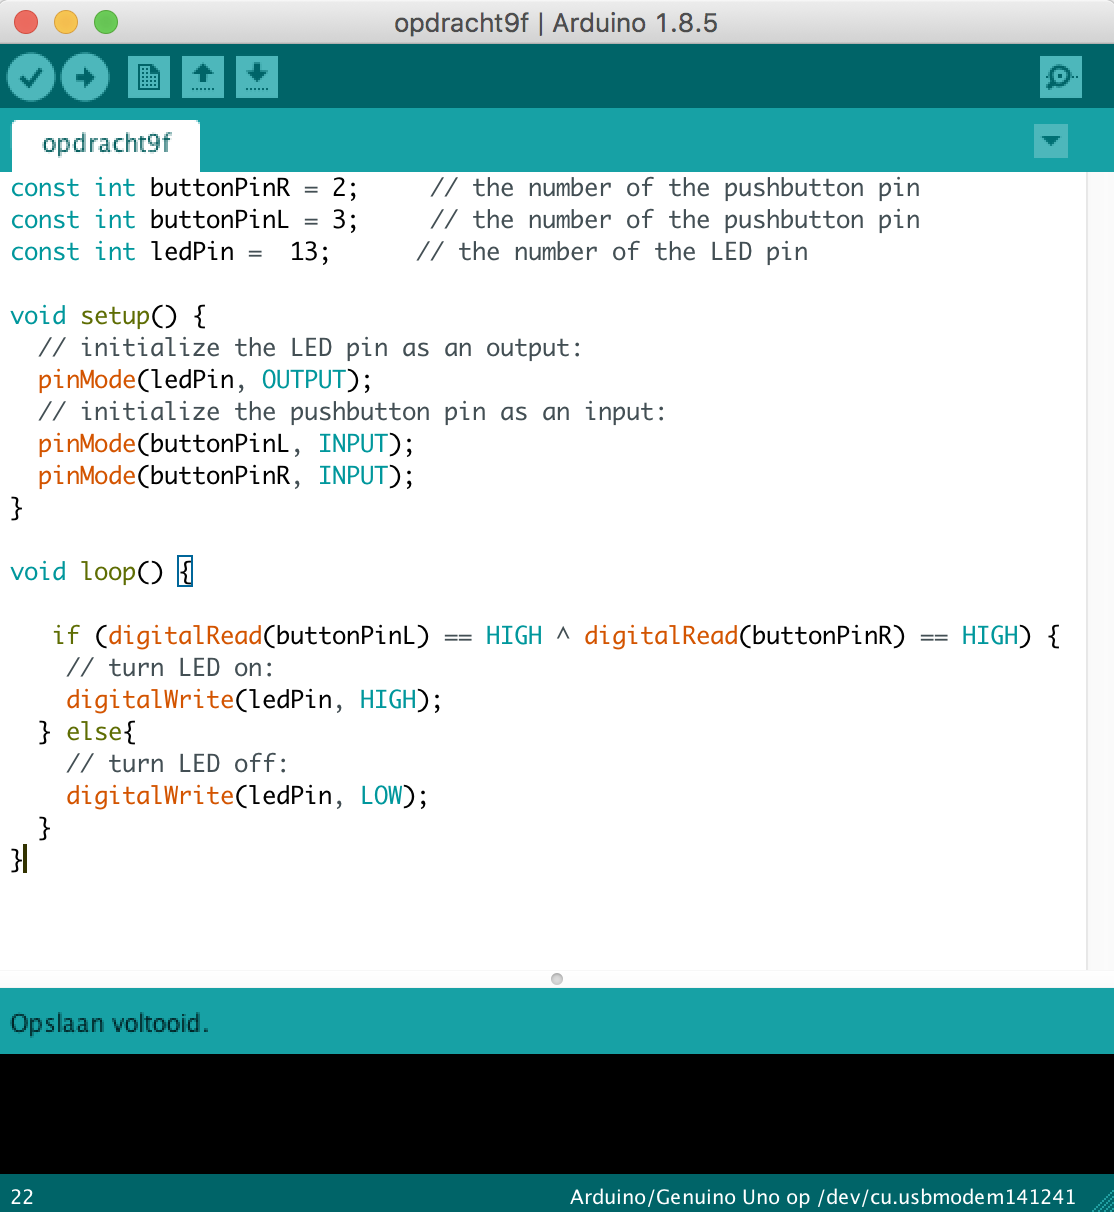 opdracht9f | Arduino 1.8.5
opdracht9f
const int buttonPinR = 2;     // the number of the pushbutton pin
const int buttonPinL = 3;     // the number of the pushbutton pin
const int ledPin =  13;      // the number of the LED pin

void setup() {
  // initialize the LED pin as an output:
  pinMode(ledPin, OUTPUT);
  // initialize the pushbutton pin as an input:
  pinMode(buttonPinL, INPUT);
  pinMode(buttonPinR, INPUT);
}

void loop() {

   if (digitalRead(buttonPinL) == HIGH ^ digitalRead(buttonPinR) == HIGH) {
    // turn LED on:
    digitalWrite(ledPin, HIGH);
  } else{
    // turn LED off:
    digitalWrite(ledPin, LOW);
  }
}
Opslaan voltooid.
22
Arduino/Genuino Uno op /dev/cu.usbmodem141241